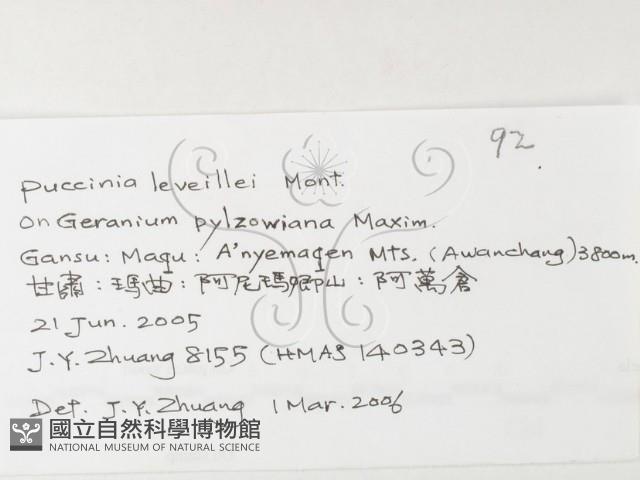 92.
Puccinia leveillei Mont.
on Geranium pylzowiana Maxim.
Gansu: Maqu: A'nyemaqen Mts. (Awanchang) 3800m.
甘肅：瑪曲：阿尼瑪卿山：阿萬倉
21 Jun. 2005
J.Y. Zhuang 8155 (HMAS 140343)
Det. J.Y. Zhuang 1 Mar. 2006
國立自然科學博物館
NATIONAL MUSEUM OF NATURAL SCIENCE